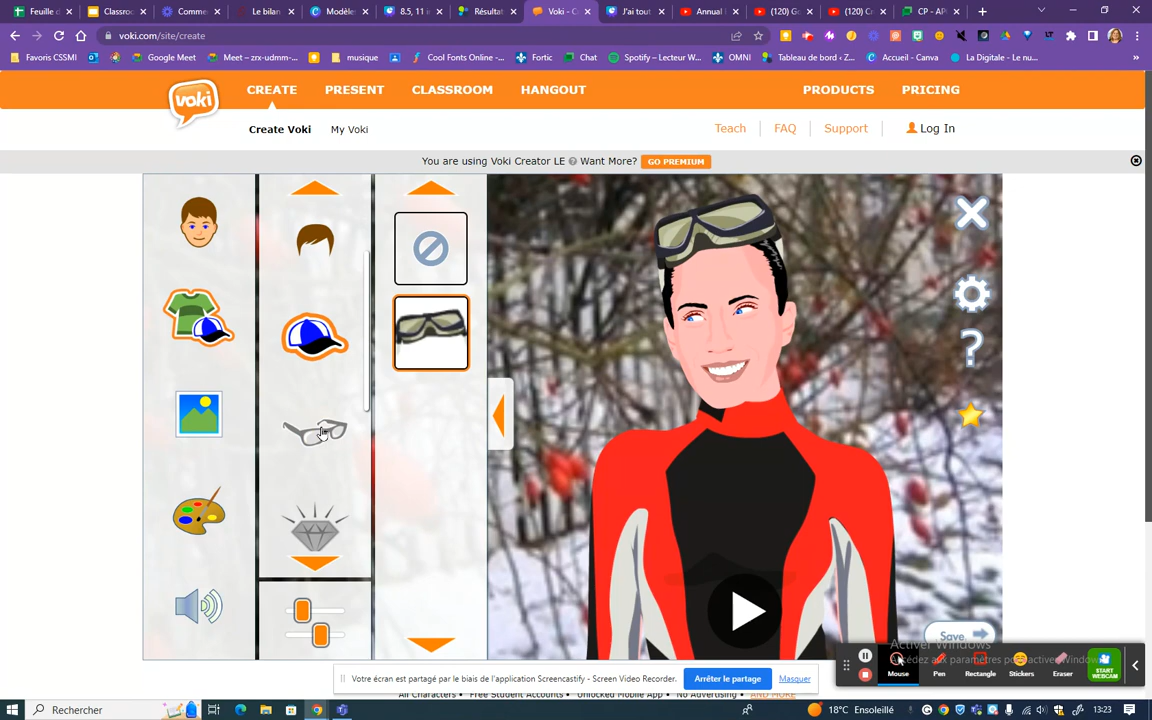 Feuille d
Classroo
Comme
Le bilan
Modèle
8.5, 11 i
Résultat
Voki - C
J'ai tout
Annual
(120) G
(120) Cr
CP - AP
voki.com/site/create
Favoris CSSMI
Google Meet
Meet – zrx-udmm-...
musique
Cool Fonts Online -...
Fortic
Chat
Spotify – Lecteur W...
OMNI
Tableau de bord ‹ Z...
Accueil - Canva
La Digitale - Le nu...
»
voki
CREATE
PRESENT
CLASSROOM
HANGOUT
PRODUCTS
PRICING
Create Voki
My Voki
Teach
FAQ
Support
Log In
You are using Voki Creator LE ? Want More? GO PREMIUM
?
Save
Activer Windows
Accédez aux paramètres pour activer Windows.
Mouse
Pen
Rectangle
Stickers
Eraser
START
WEBCAM
Votre écran est partagé par le biais de l'application Screencastify - Screen Video Recorder.
Arrêter le partage
Masquer
All Characters • Free Student Accounts • Unlocked Mobile App • No Advertising • AND MORE
Rechercher
18°C Ensoleillé
13:23